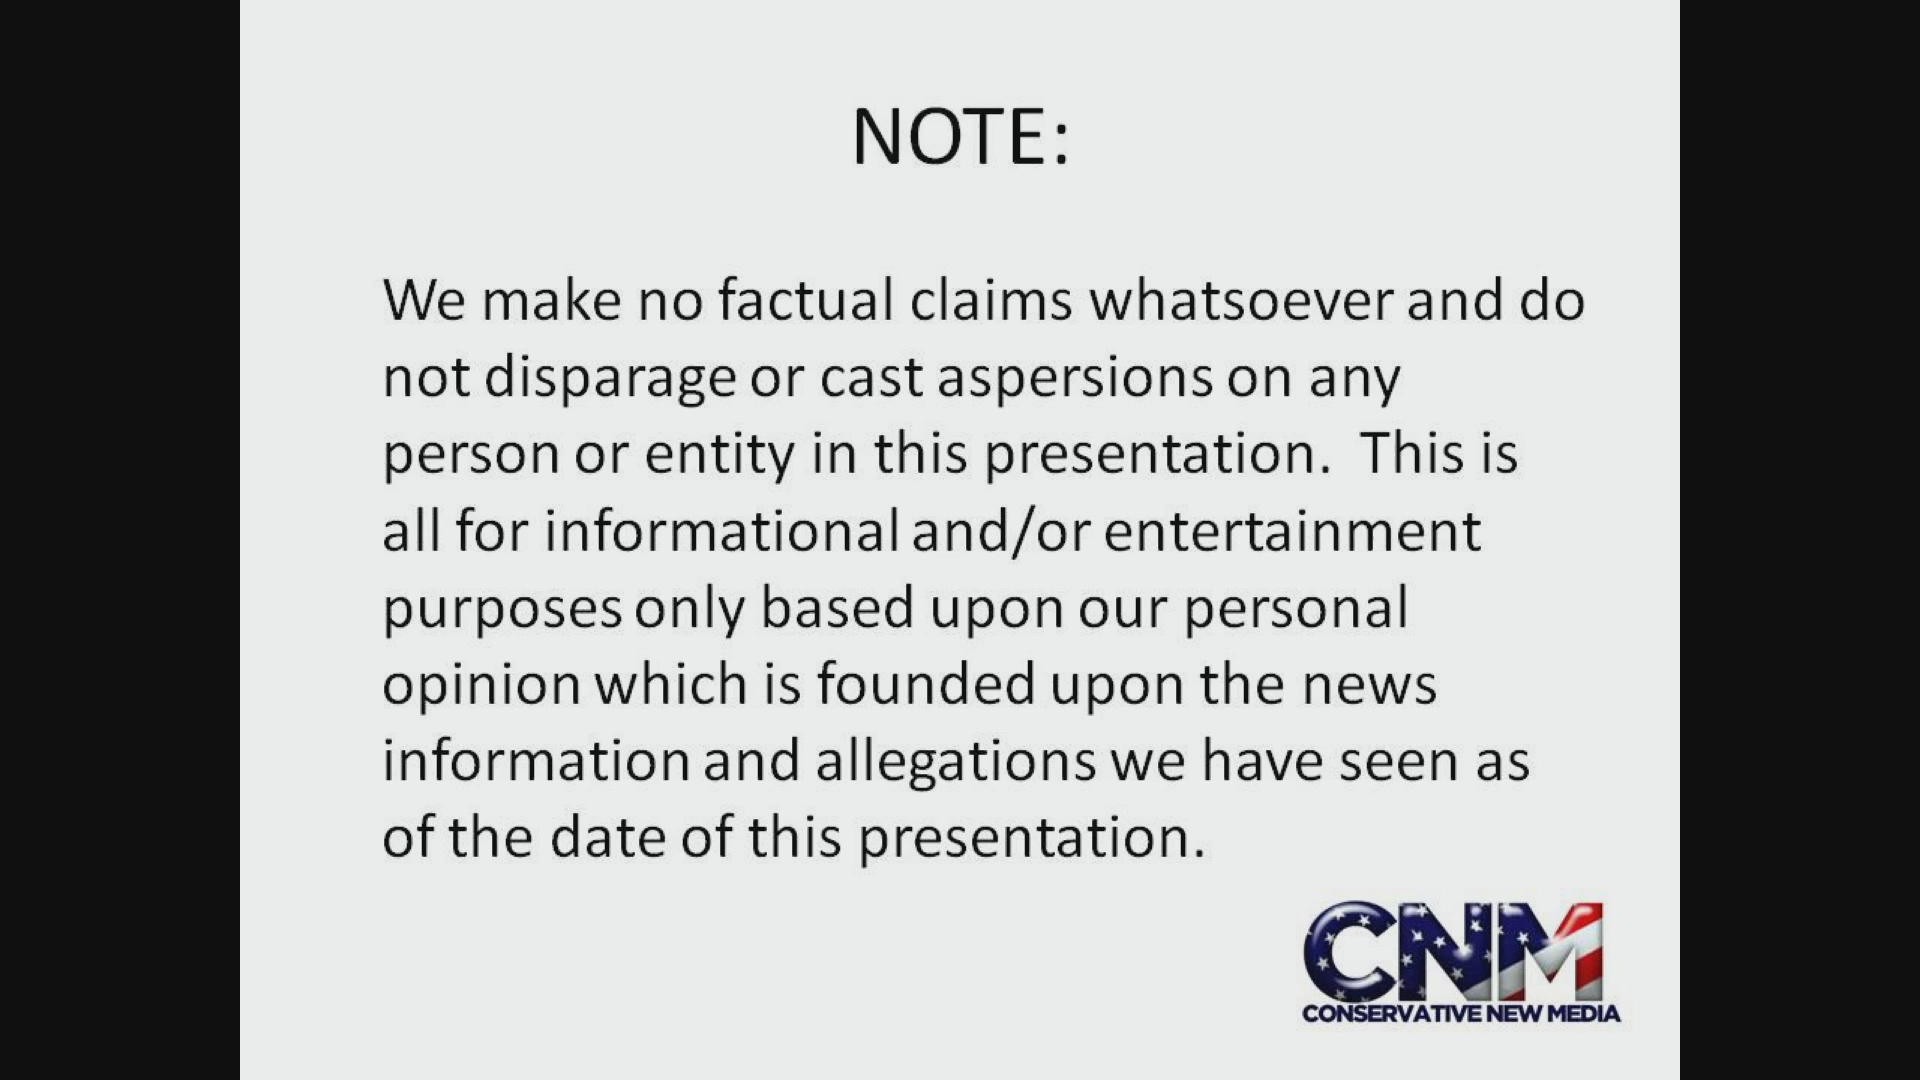 NOTE:
We make no factual claims whatsoever and do
not disparage or cast aspersions on any
person or entity in this presentation.  This is
all for informational and/or entertainment
purposes only based upon our personal
opinion which is founded upon the news
information and allegations we have seen as
of the date of this presentation.
CNM
CONSERVATIVE NEW MEDIA